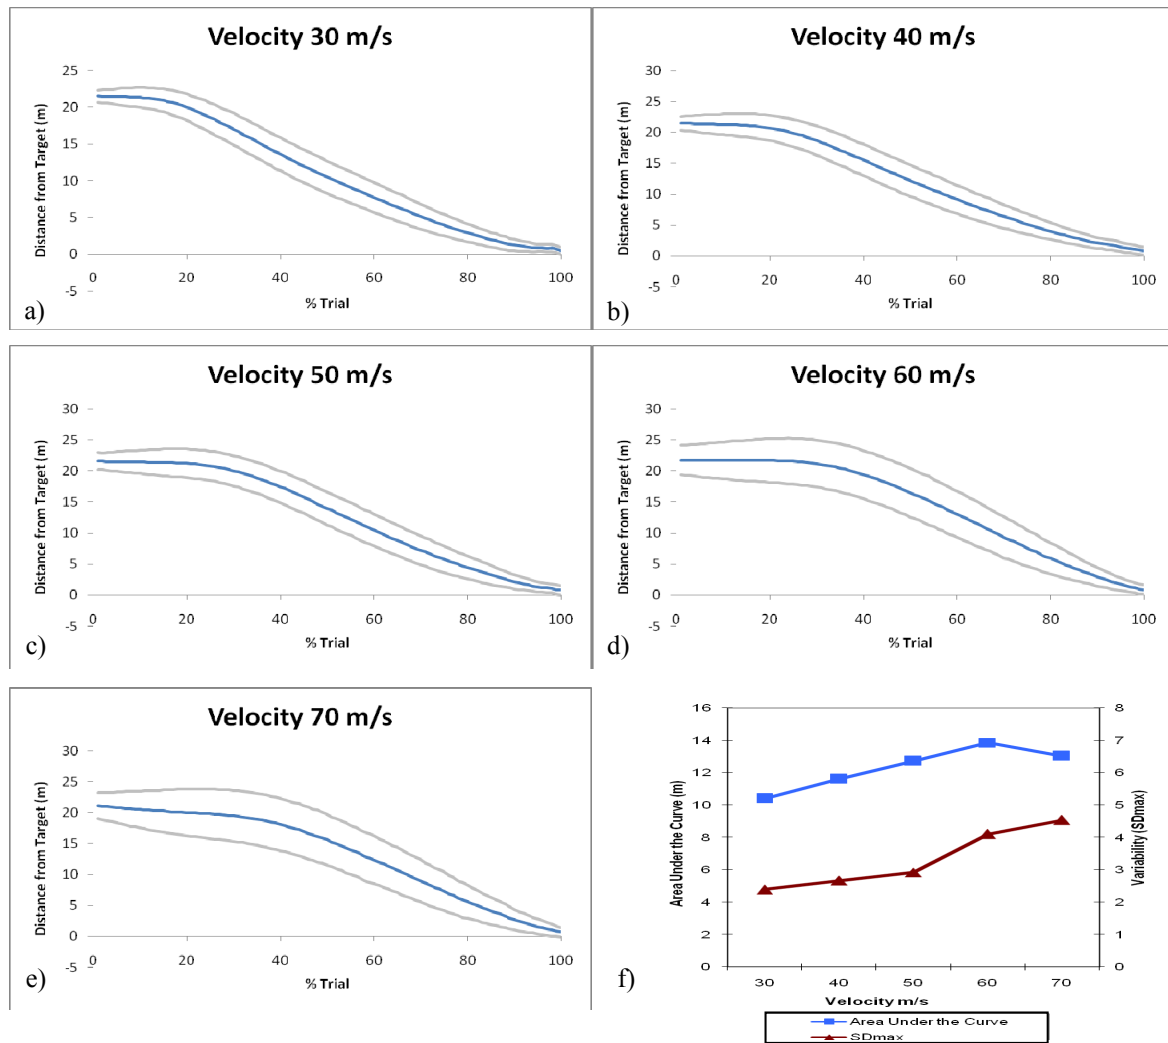 Velocity 30 m/s
25
20
15
10
5
0
-5
Distance from Target (m)
0 20 40 60 80 100
% Trial
a)
Velocity 40 m/s
30
25
20
15
10
5
0
-5
Distance from Target (m)
0 20 40 60 80 100
% Trial
b)
Velocity 50 m/s
30
25
20
15
10
5
0
-5
Distance from Target (m)
0 20 40 60 80 100
% Trial
c)
Velocity 60 m/s
30
25
20
15
10
5
0
-5
Distance from Target (m)
0 20 40 60 80 100
% Trial
d)
Velocity 70 m/s
30
25
20
15
10
5
0
-5
Distance from Target (m)
0 20 40 60 80 100
% Trial
e)
16
14
12
10
8
6
4
2
0
Area Under the Curve (m)
8
7
6
5
4
3
2
1
0
Variability (SDmax)
30 40 50 60 70
Velocity m/s
Area Under the Curve
SDmax
f)